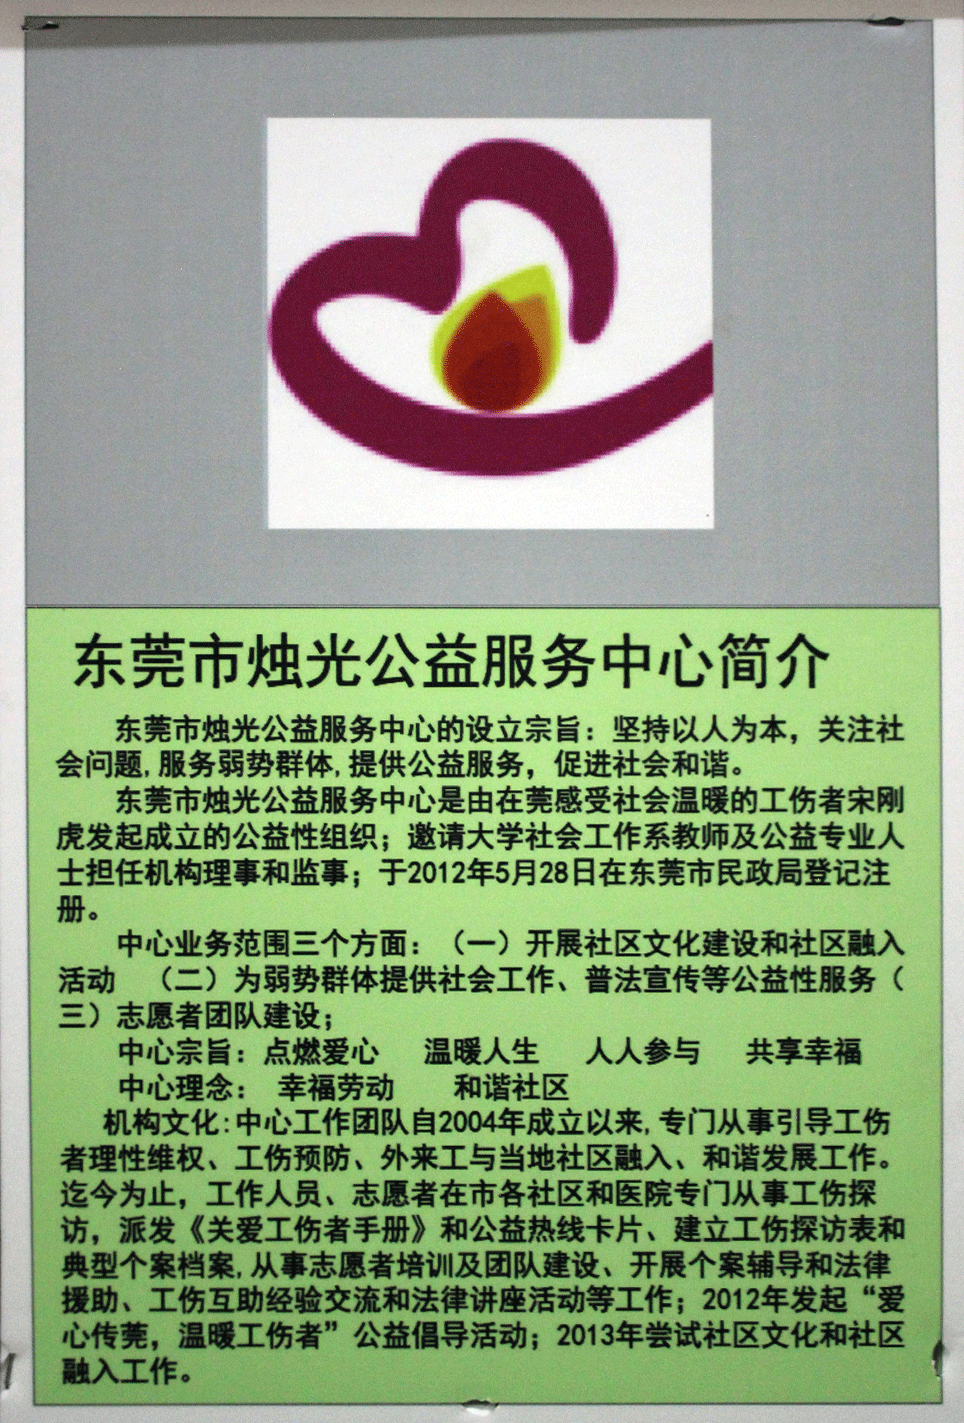 东莞市烛光公益服务中心简介
东莞市烛光公益服务中心的设立宗旨：坚持以人为本，关注社
会问题,服务弱势群体,提供公益服务，促进社会和谐。
东莞市烛光公益服务中心是由在莞感受社会温暖的工伤者宋刚
虎发起成立的公益性组织；邀请大学社会工作系教师及公益专业人
士担任机构理事和监事；于2012年5月28日在东莞市民政局登记注
册。
中心业务范围三个方面：（一）开展社区文化建设和社区融入
活动　（二）为弱势群体提供社会工作、普法宣传等公益性服务（
三）志愿者团队建设；
中心宗旨：点燃爱心　温暖人生　人人参与　共享幸福
中心理念：　幸福劳动　　和谐社区
机构文化:中心工作团队自2004年成立以来,专门从事引导工伤
者理性维权、工伤预防、外来工与当地社区融入、和谐发展工作。
迄今为止，工作人员、志愿者在市各社区和医院专门从事工伤探
访，派发《关爱工伤者手册》和公益热线卡片、建立工伤探访表和
典型个案档案,从事志愿者培训及团队建设、开展个案辅导和法律
援助、工伤互助经验交流和法律讲座活动等工作；2012年发起“爱
心传莞，温暖工伤者”公益倡导活动；2013年尝试社区文化和社区
融入工作。